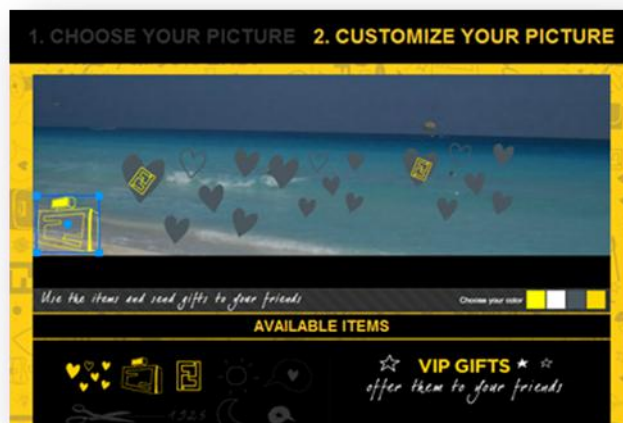 1. CHOOSE YOUR PICTURE 2. CUSTOMIZE YOUR PICTURE
Use the items and send gifts to your friends
Choose your color
AVAILABLE ITEMS
VIP GIFTS
offer them to your friends
1925